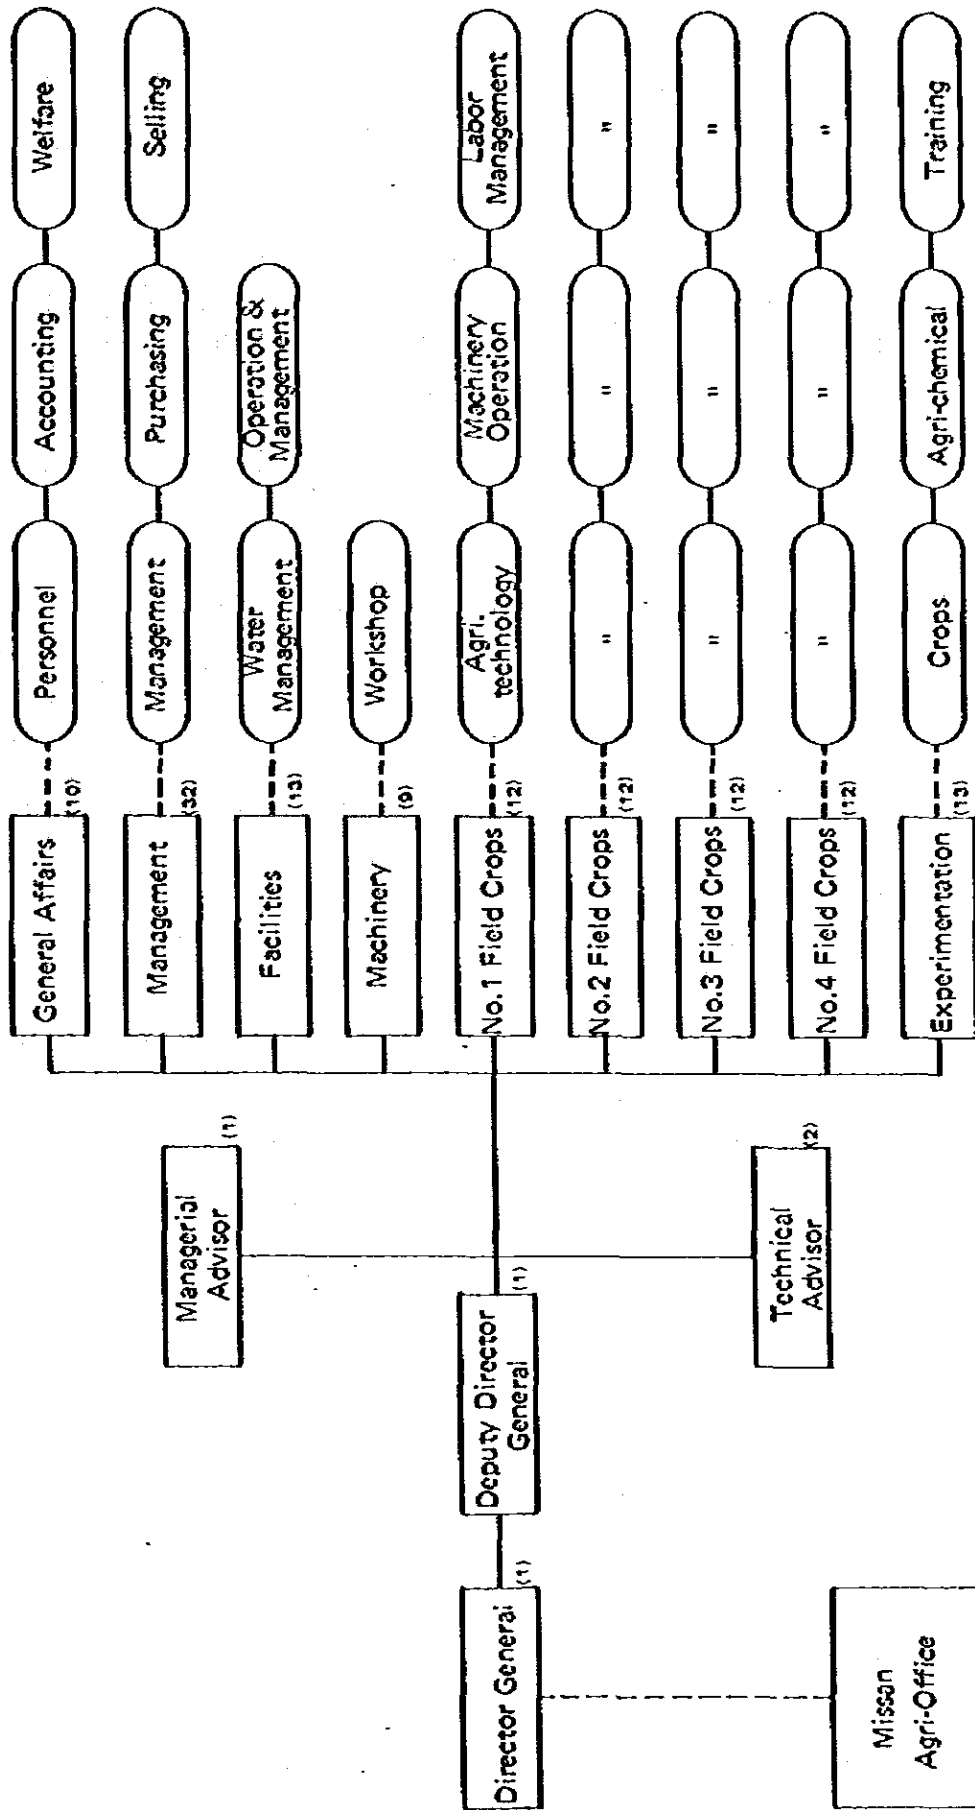 General Affairs
(10)
Personnel
Accounting
Welfare
Management
(32)
Management
Purchasing
Selling
Facilities
(13)
Water
Management
Operation &
Management
Machinery
(9)
Workshop
No.1 Field Crops
(12)
Agri.
technology
Machinery
Operation
Labor
Management
No.2 Field Crops
(12)
"
"
"
No.3 Field Crops
(12)
"
"
"
No.4 Field Crops
(12)
"
"
"
Experimentation
(13)
Crops
Agri-chemical
Training
Managerial
Advisor
(1)
Technical
Advisor
(2)
Deputy Director
General
(1)
Director General
(1)
Missan
Agri-Office